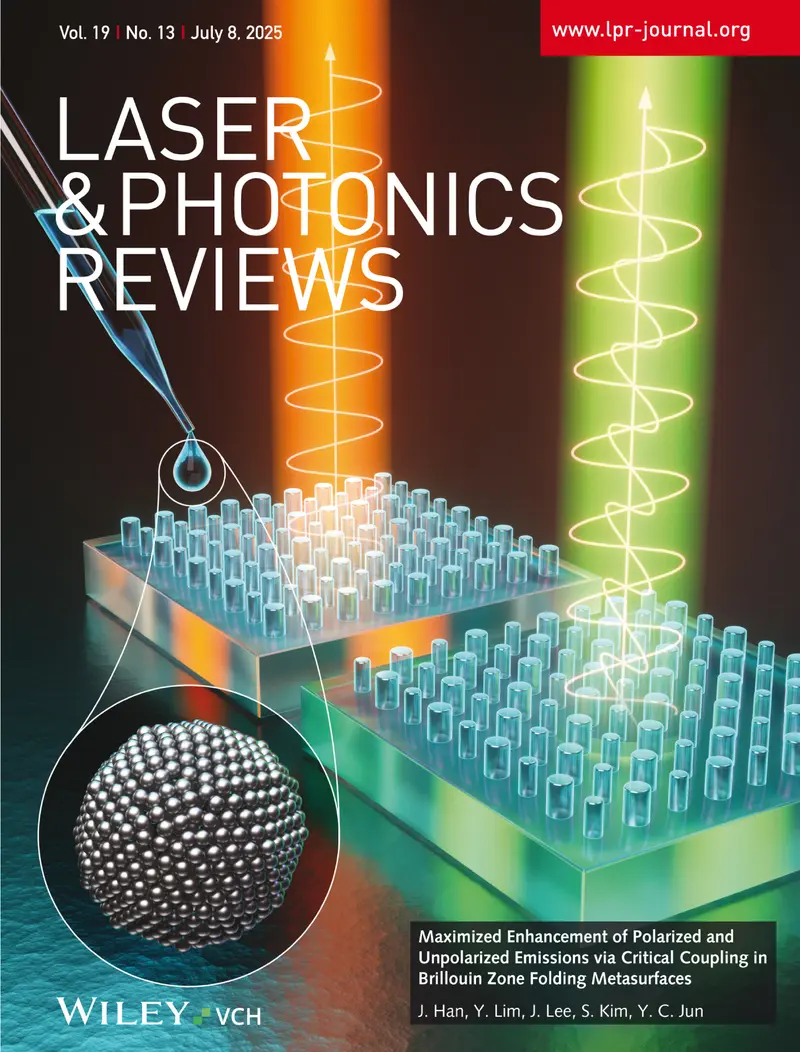 Vol. 19 | No. 13 | July 8, 2025
www.lpr-journal.org
LASER
& PHOTONICS
REVIEWS
Maximized Enhancement of Polarized and
Unpolarized Emissions via Critical Coupling in
Brillouin Zone Folding Metasurfaces
J. Han, Y. Lim, J. Lee, S. Kim, Y. C. Jun
WILEY-VCH